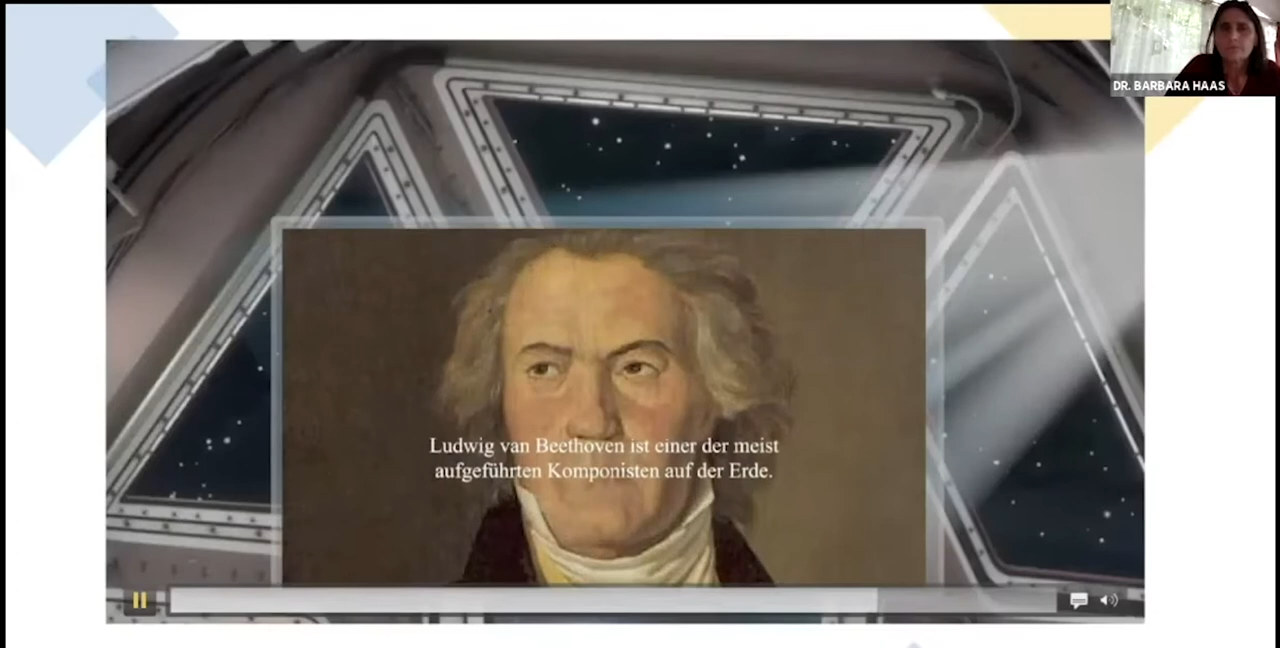 DR. BARBARA HAAS
Ludwig van Beethoven ist einer der meist
aufgeführten Komponisten auf der Erde.